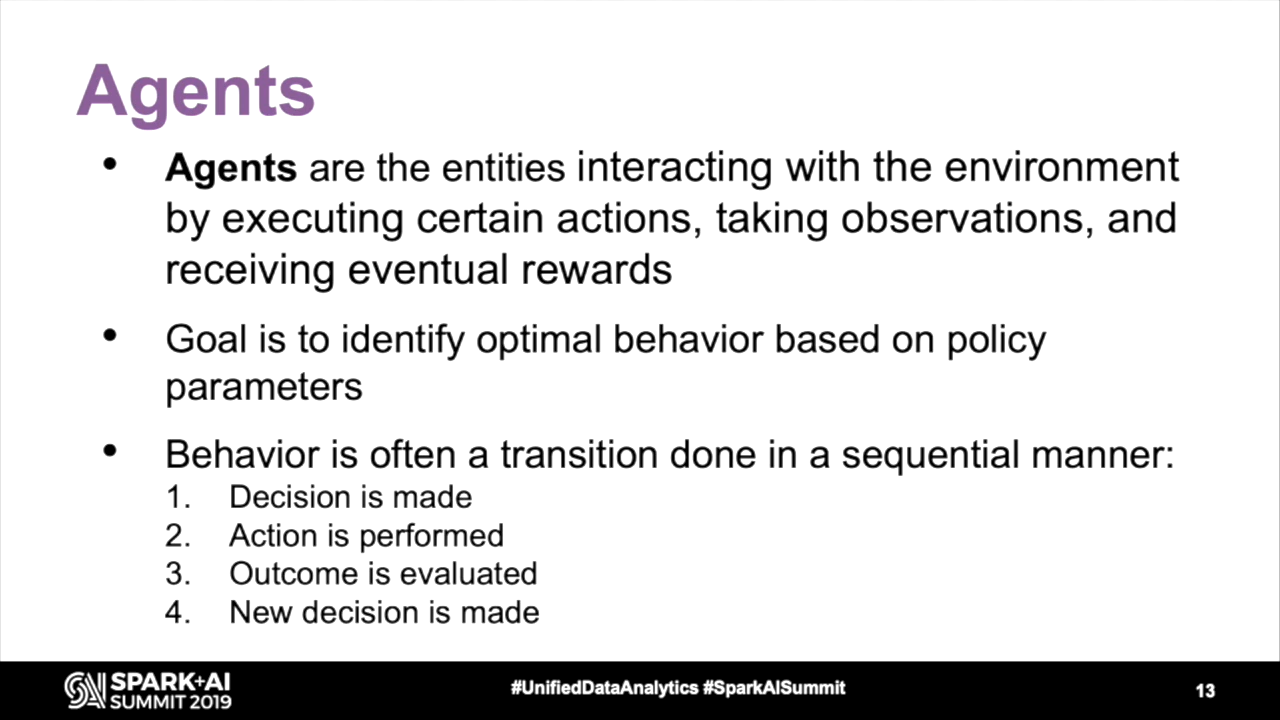 Agents
• Agents are the entities interacting with the environment
by executing certain actions, taking observations, and
receiving eventual rewards
• Goal is to identify optimal behavior based on policy
parameters
• Behavior is often a transition done in a sequential manner:
1. Decision is made
2. Action is performed
3. Outcome is evaluated
4. New decision is made
SPARK+AI
SUMMIT 2019
#UnifiedDataAnalytics #SparkAISummit
13